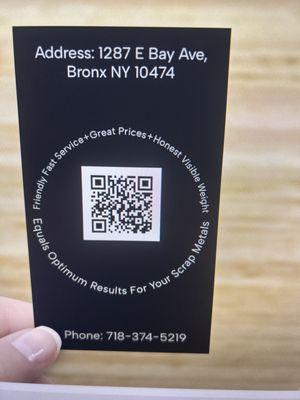 Address: 1287 E Bay Ave,
Bronx NY 10474
Friendly Fast Service+Great Prices+Honest Visible Weight
Equals Optimum Results For Your Scrap Metals
Phone: 718-374-5219